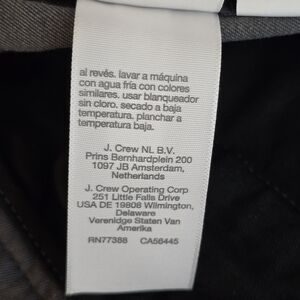 al revés. lavar a máquina
con agua fría con colores
similares. usar blanqueador
sin cloro. secado a baja
temperatura. planchar a
temperatura baja.
J. Crew NL B.V.
Prins Bernhardplein 200
1097 JB Amsterdam,
Netherlands
J. Crew Operating Corp
251 Little Falls Drive
USA DE 19808 Wilmington,
Delaware
Verenidge Staten Van
Amerika
RN77388 CA56445